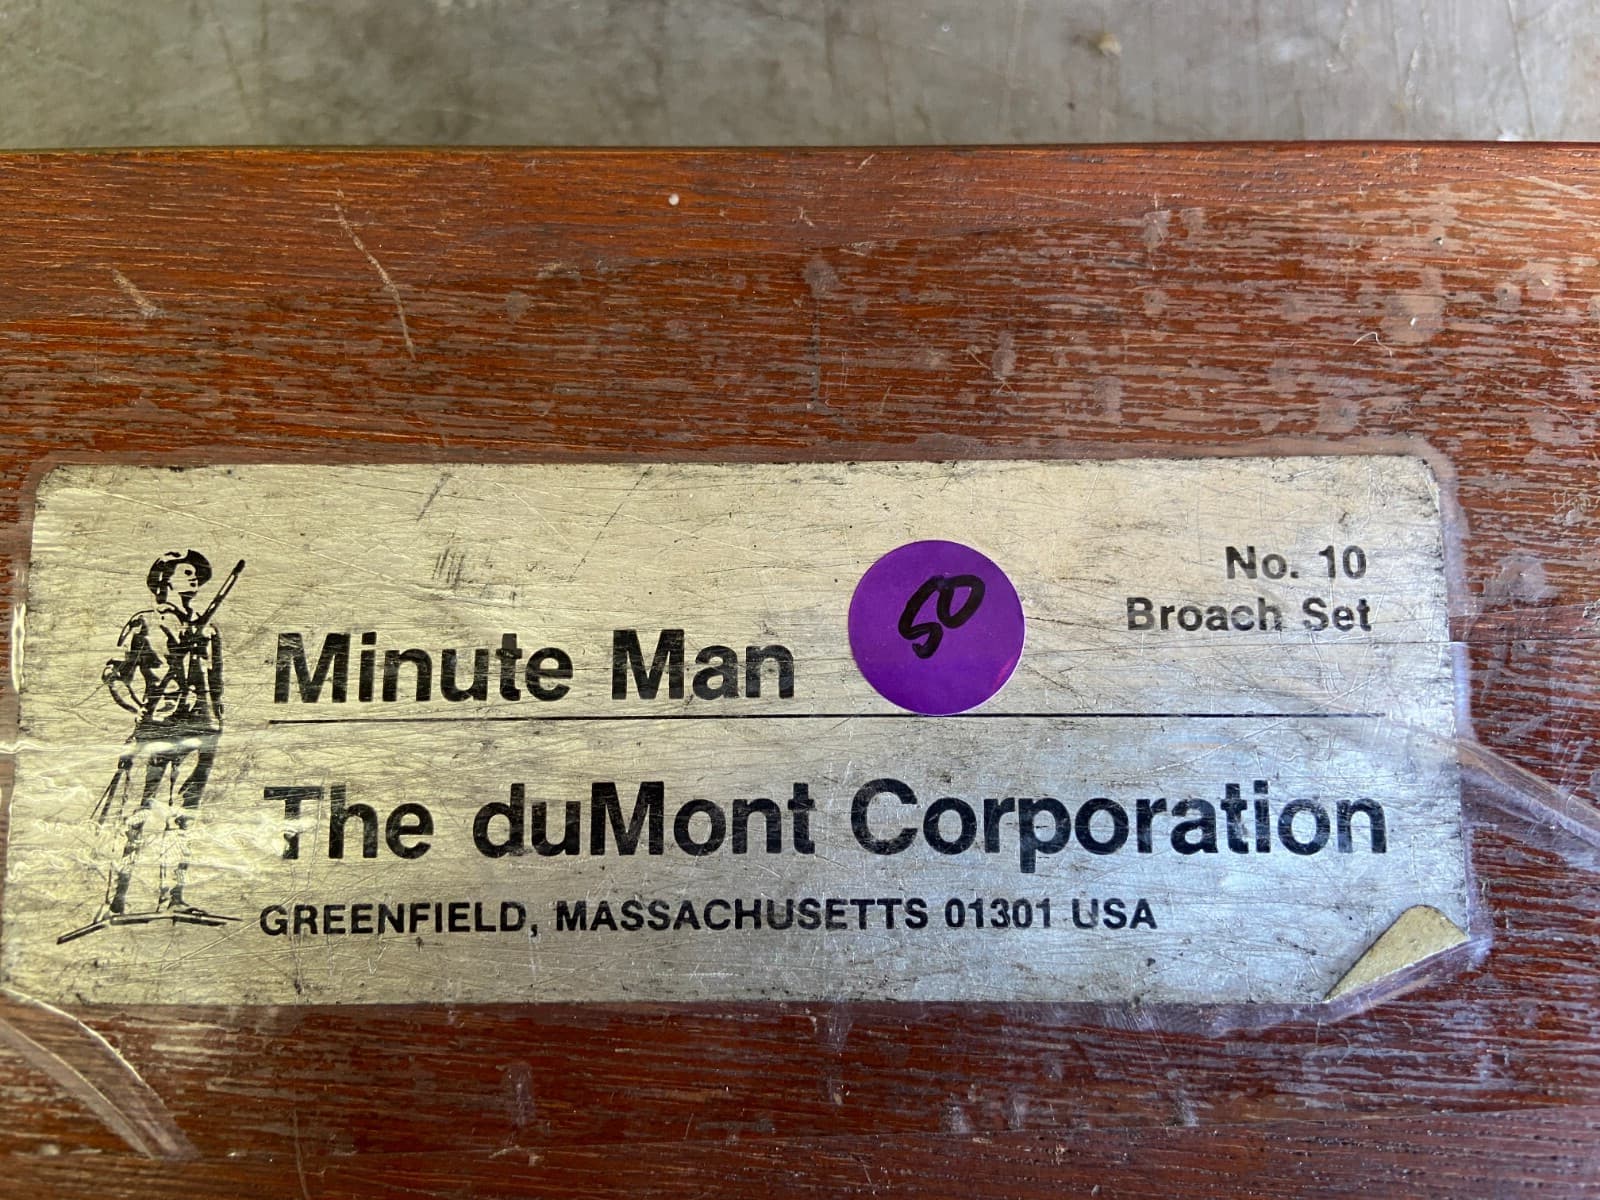 No. 10
Broach Set
Minute Man
50
The duMont Corporation
GREENFIELD, MASSACHUSETTS 01301 USA